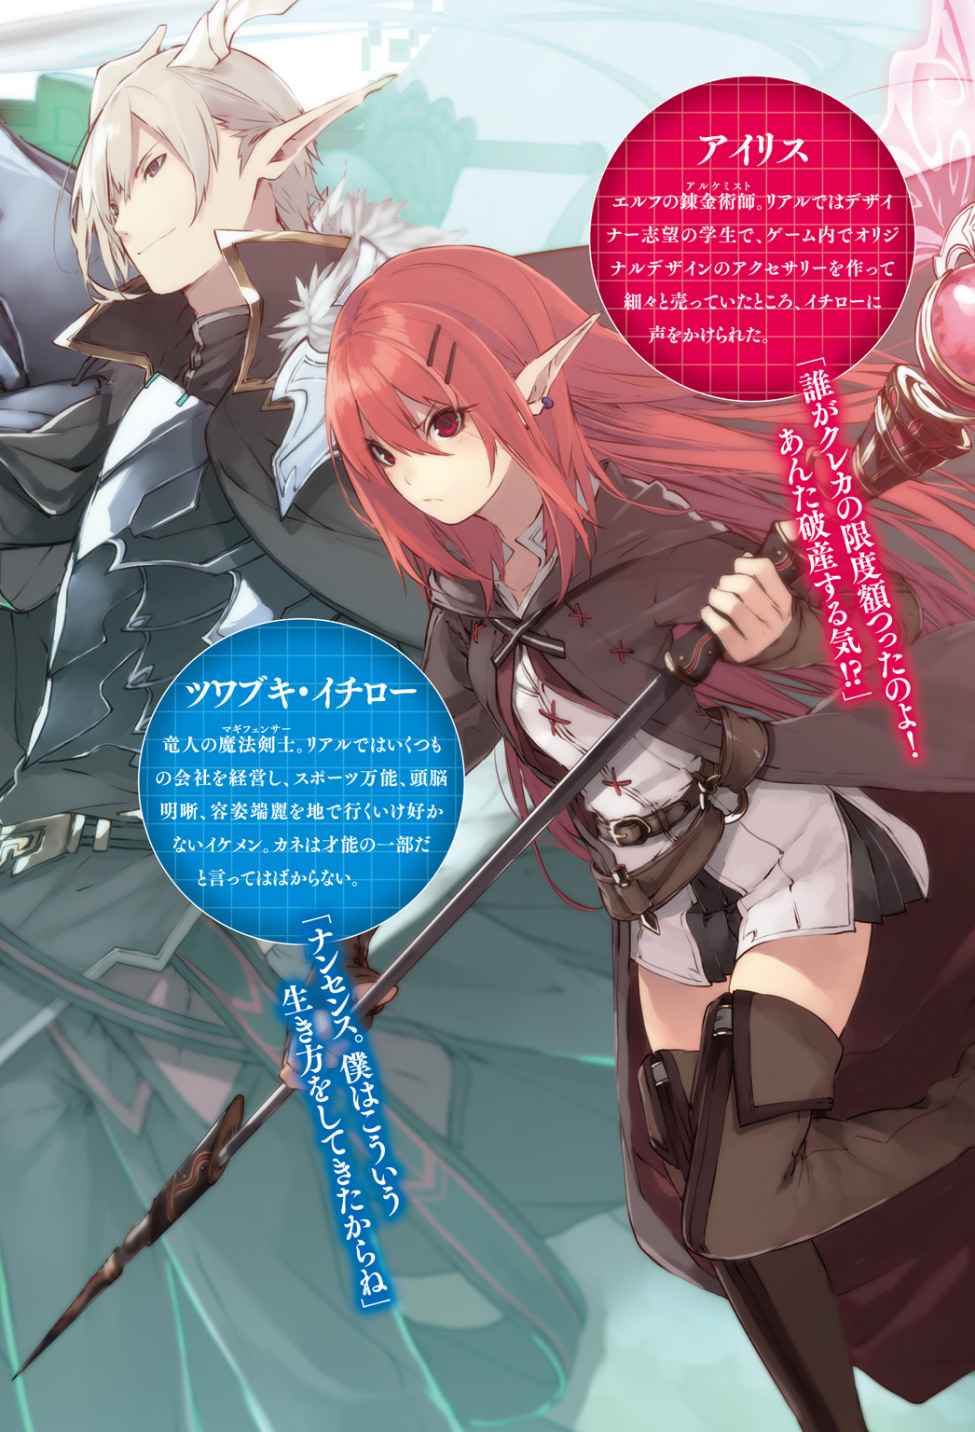 アイリス
アルケミスト
エルフの錬金術師。リアルではデザイ
ナー志望の学生で、ゲーム内でオリジ
ナルデザインのアクセサリーを作って
細々と売っていたところ、イチローに
声をかけられた。
「誰がクレカの限度額つったのよ！
あんた破産する気!?」
ツワブキ・イチロー
マギフェンサー
竜人の魔法剣士。リアルではいくつも
の会社を経営し、スポーツ万能、頭脳
明晰、容姿端麗を地で行くいけ好か
ないイケメン。カネは才能の一部だ
と言ってはばからない。
「ナンセンス。僕はこういう
生き方をしてきたからね」